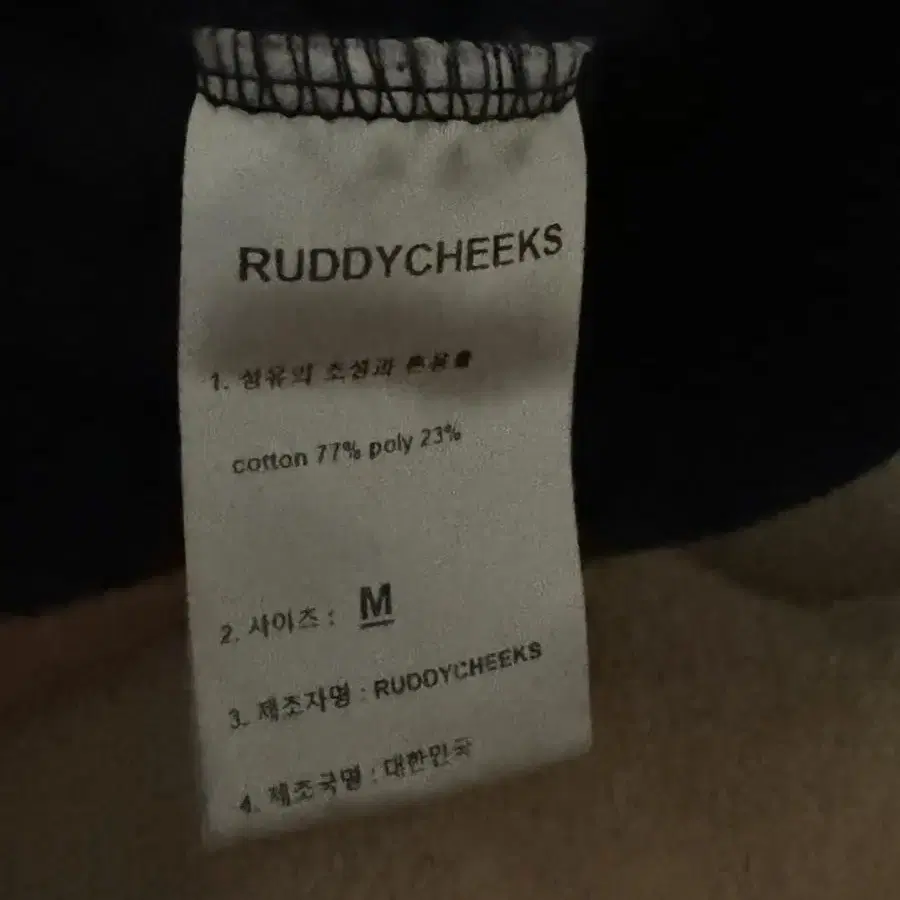 RUDDYCHEEKS
1. 섬유의 조성과 혼용률
cotton 77% poly 23%
2. 사이즈 : M
3. 제조자명 : RUDDYCHEEKS
4. 제조국명 : 대한민국